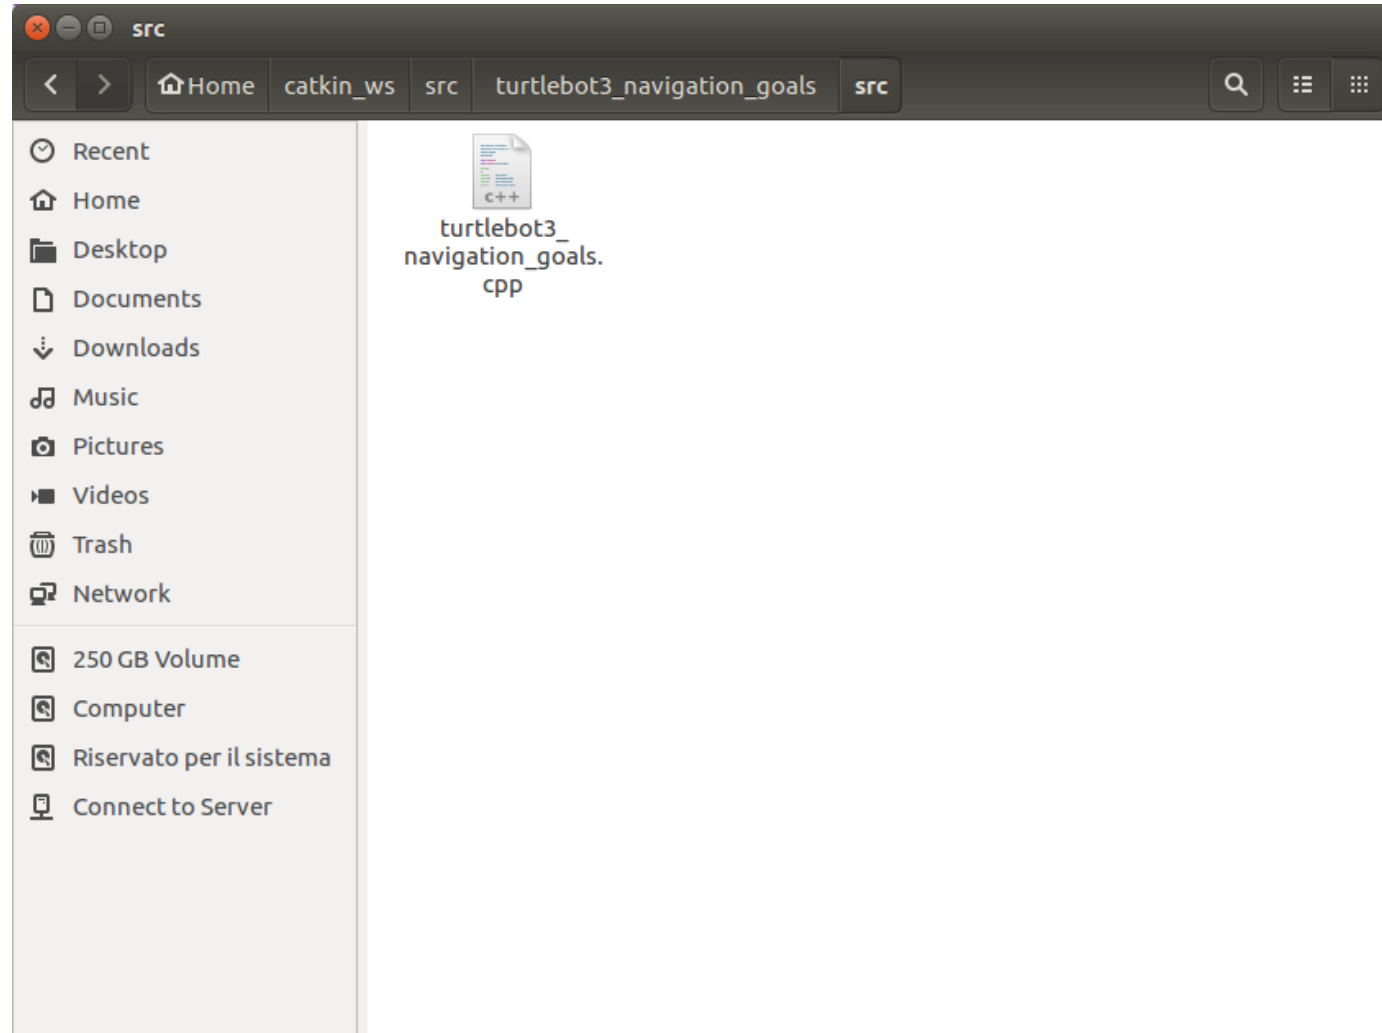 src
Home catkin_ws src turtlebot3_navigation_goals src
Recent
Home
Desktop
Documents
Downloads
Music
Pictures
Videos
Trash
Network
250 GB Volume
Computer
Riservato per il sistema
Connect to Server
c++
turtlebot3_
navigation_goals.
cpp